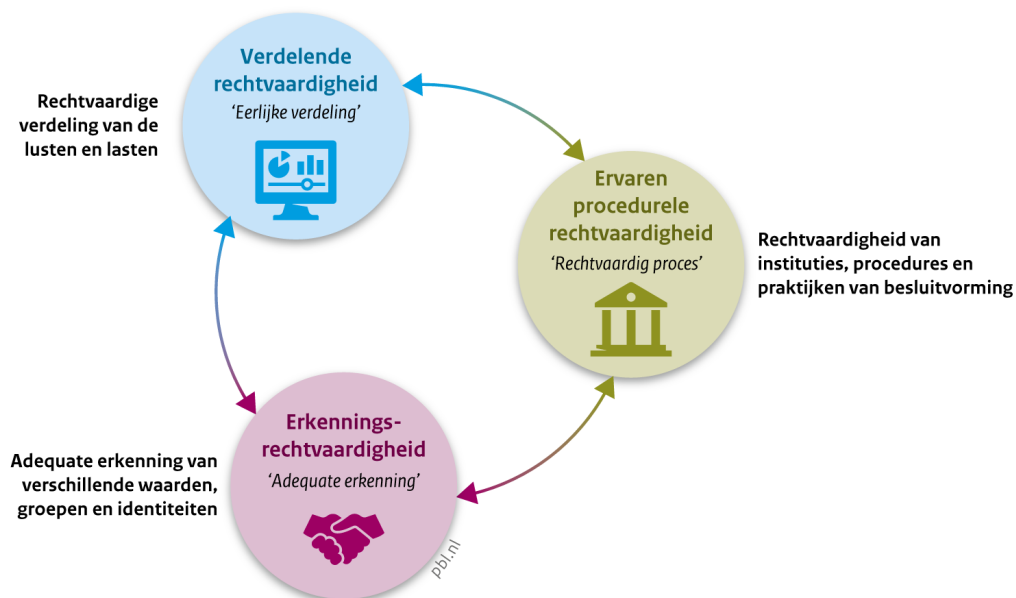 Verdelende
rechtvaardigheid
‘Eerlijke verdeling’
Rechtvaardige
verdeling van de
lusten en lasten
Ervaren
procedurele
rechtvaardigheid
‘Rechtvaardig proces’
Rechtvaardigheid van
instituties, procedures en
praktijken van besluitvorming
Erkennings-
rechtvaardigheid
‘Adequate erkenning’
Adequate erkenning van
verschillende waarden,
groepen en identiteiten
pbl.nl